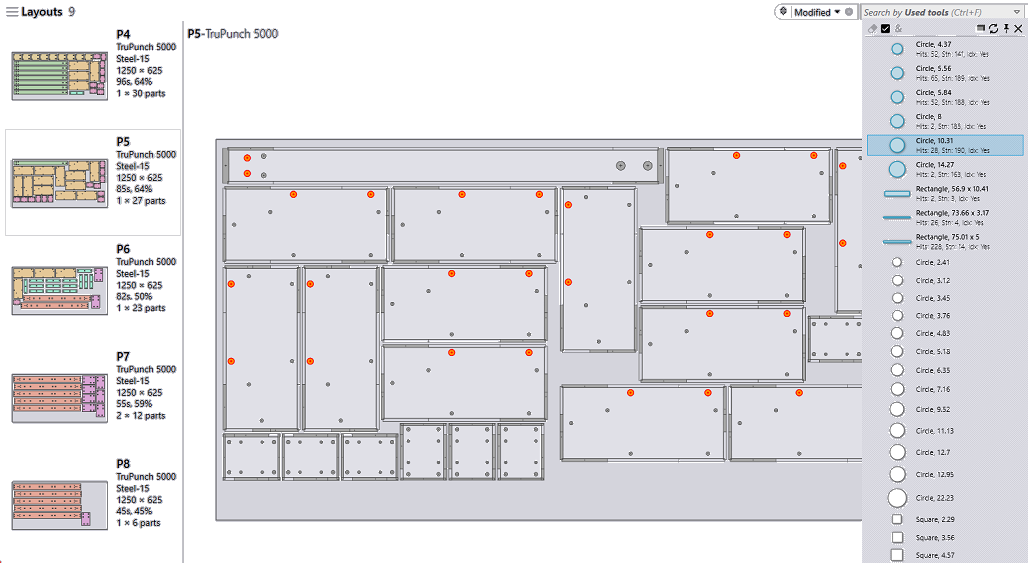 Layouts 9
P4
TruPunch 5000
Steel-15
1250 × 625
96s, 64%
1 × 30 parts
P5
TruPunch 5000
Steel-15
1250 × 625
85s, 64%
1 × 27 parts
P6
TruPunch 5000
Steel-15
1250 × 625
82s, 50%
1 × 23 parts
P7
TruPunch 5000
Steel-15
1250 × 625
55s, 59%
2 × 12 parts
P8
TruPunch 5000
Steel-15
1250 × 625
45s, 45%
1 × 6 parts
P5-TruPunch 5000
Modified
Search by Used tools (Ctrl+F)
Circle, 4.37
Hits: 52, Stn: 141, Idx: Yes
Circle, 5.56
Hits: 65, Stn: 189, Idx: Yes
Circle, 5.84
Hits: 52, Stn: 188, Idx: Yes
Circle, 8
Hits: 2, Stn: 185, Idx: Yes
Circle, 10.31
Hits: 28, Stn: 190, Idx: Yes
Circle, 14.27
Hits: 2, Stn: 163, Idx: Yes
Rectangle, 56.9 x 10.41
Hits: 2, Stn: 3, Idx: Yes
Rectangle, 73.66 x 3.17
Hits: 26, Stn: 4, Idx: Yes
Rectangle, 75.01 x 5
Hits: 228, Stn: 14, Idx: Yes
Circle, 2.41
Circle, 3.12
Circle, 3.45
Circle, 3.76
Circle, 4.83
Circle, 5.18
Circle, 6.35
Circle, 7.16
Circle, 9.52
Circle, 11.13
Circle, 12.7
Circle, 12.95
Circle, 22.23
Square, 2.29
Square, 3.56
Square, 4.57